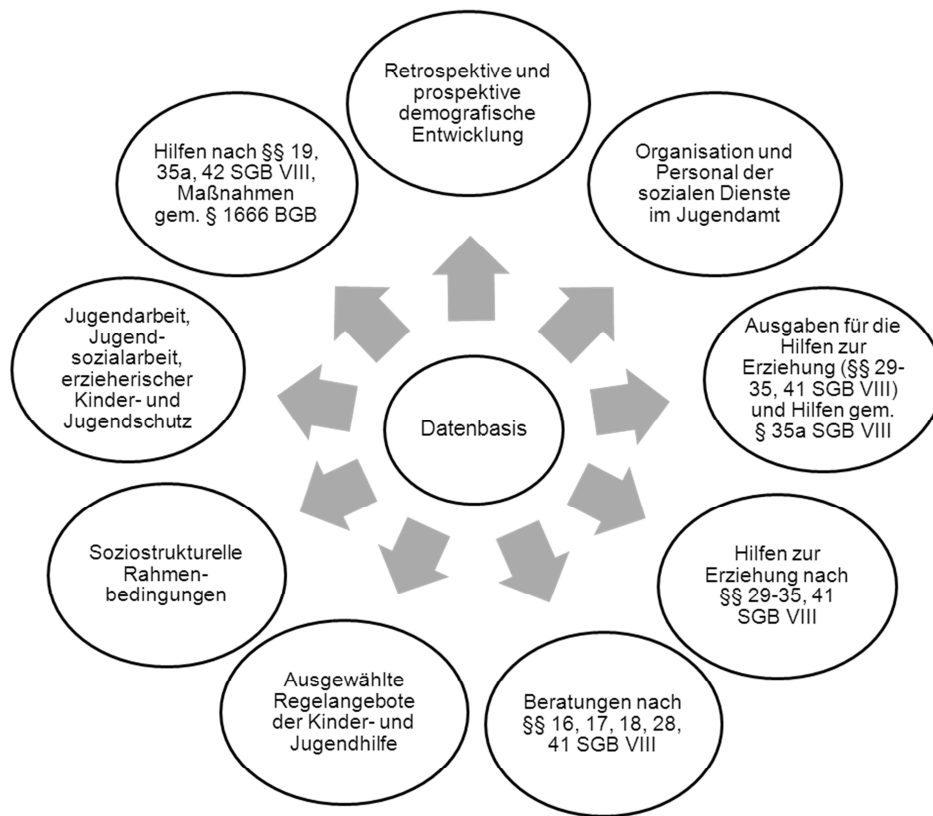 Retrospektive und
prospektive
demografische
Entwicklung
Organisation und
Personal der
sozialen Dienste
im Jugendamt
Ausgaben für die
Hilfen zur
Erziehung (§§ 29-
35, 41 SGB VIII)
und Hilfen gem.
§ 35a SGB VIII
Hilfen zur
Erziehung nach
§§ 29-35, 41
SGB VIII
Beratungen nach
§§ 16, 17, 18, 28,
41 SGB VIII
Ausgewählte
Regelangebote
der Kinder- und
Jugendhilfe
Soziostrukturelle
Rahmen-
bedingungen
Jugendarbeit,
Jugend-
sozialarbeit,
erzieherischer
Kinder- und
Jugendschutz
Hilfen nach §§ 19,
35a, 42 SGB VIII,
Maßnahmen
gem. § 1666 BGB
Datenbasis